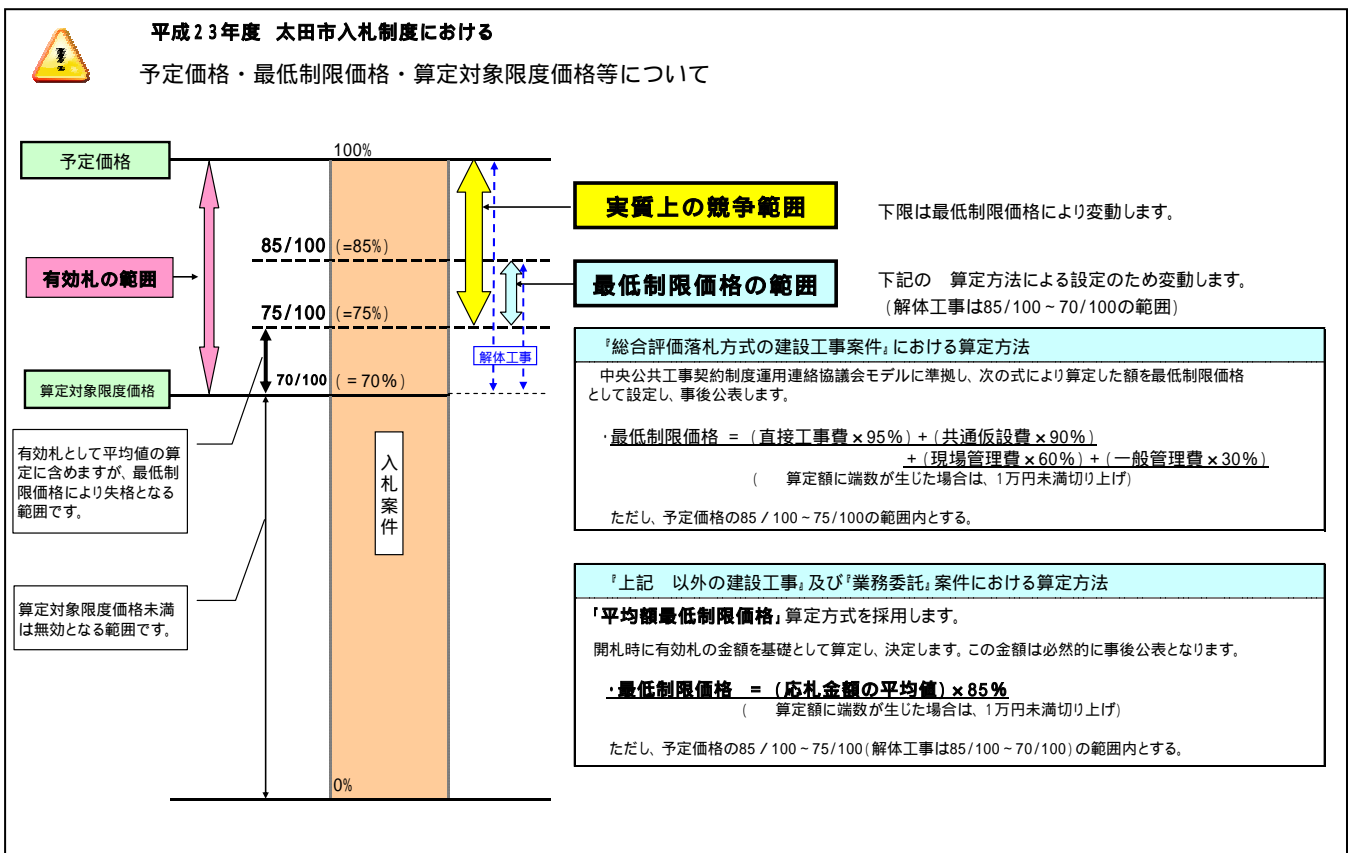 平成23年度 太田市入札制度における
予定価格・最低制限価格・算定対象限度価格等について
予定価格
100%
実質上の競争範囲
下限は最低制限価格により変動します。
85/100 (=85%)
有効札の範囲
最低制限価格の範囲
下記の 算定方法による設定のため変動します。
(解体工事は85/100~70/100の範囲)
75/100 (=75%)
解体工事
70/100 (=70%)
算定対象限度価格
有効札として平均値の算
定に含めますが、最低制
限価格により失格となる
範囲です。
入札案件
算定対象限度価格未満
は無効となる範囲です。
0%
『総合評価落札方式の建設工事案件』における算定方法
中央公共工事契約制度運用連絡協議会モデルに準拠し、次の式により算定した額を最低制限価格
として設定し、事後公表します。
・最低制限価格 = (直接工事費×95%)+(共通仮設費×90%)
+(現場管理費×60%)+(一般管理費×30%)
( 算定額に端数が生じた場合は、1万円未満切り上げ)
ただし、予定価格の85/100~75/100の範囲内とする。
『上記 以外の建設工事』及び『業務委託』案件における算定方法
「平均額最低制限価格」算定方式を採用します。
開札時に有効札の金額を基礎として算定し、決定します。この金額は必然的に事後公表となります。
・最低制限価格 = (応札金額の平均値)×85%
( 算定額に端数が生じた場合は、1万円未満切り上げ)
ただし、予定価格の85/100~75/100(解体工事は85/100~70/100)の範囲内とする。